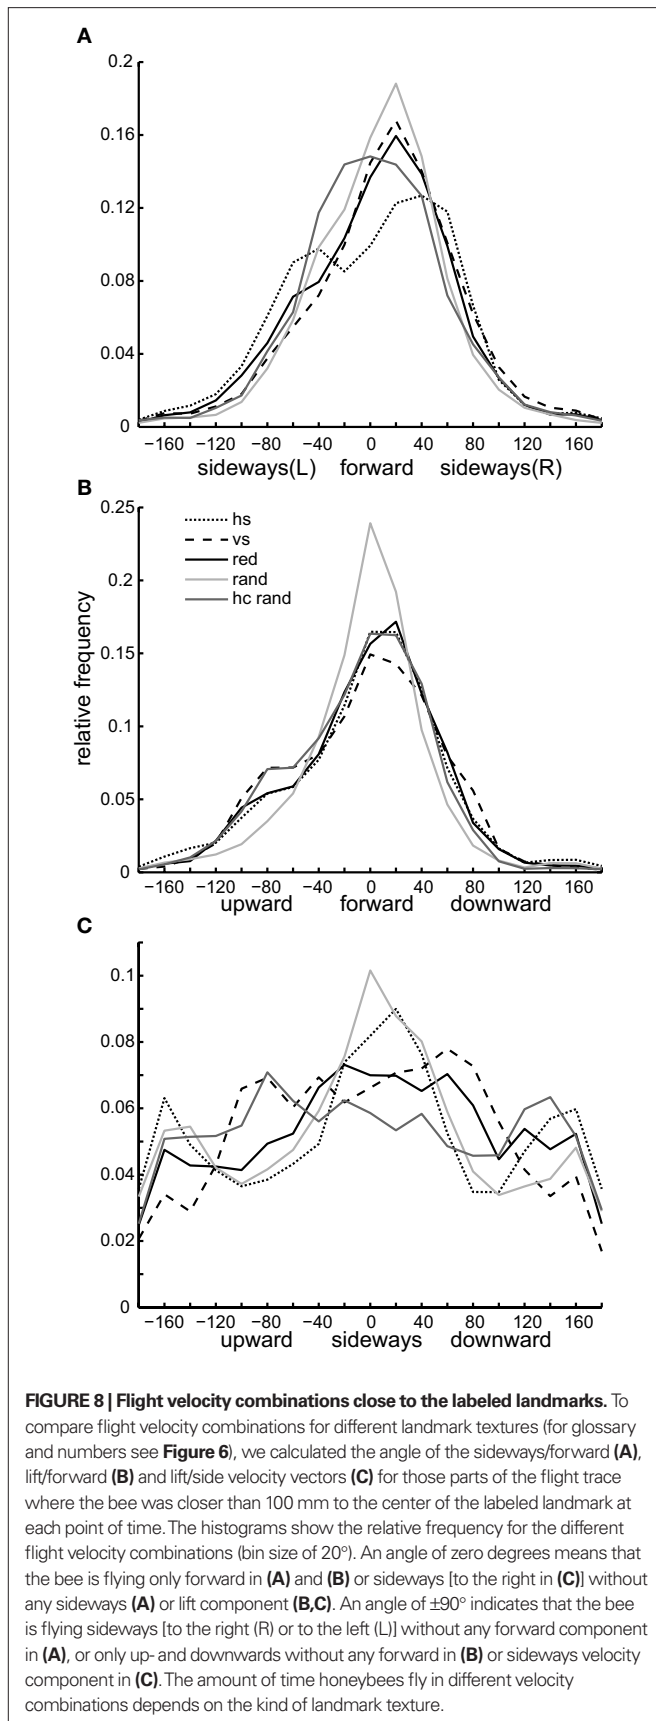 A
0.2
0.16
0.12
0.08
0.04
0
−160 −120 −80 −40 0 40 80 120 160
sideways(L) forward sideways(R)
B
0.25
hs
vs
red
rand
hc rand
0.2
0.15
0.1
0.05
0
relative frequency
−160 −120 −80 −40 0 40 80 120 160
upward forward downward
C
0.1
0.08
0.06
0.04
0.02
0
−160 −120 −80 −40 0 40 80 120 160
upward sideways downward
FIGURE 8 | Flight velocity combinations close to the labeled landmarks. To
compare flight velocity combinations for different landmark textures (for glossary
and numbers see Figure 6), we calculated the angle of the sideways/forward (A),
lift/forward (B) and lift/side velocity vectors (C) for those parts of the flight trace
where the bee was closer than 100 mm to the center of the labeled landmark at
each point of time. The histograms show the relative frequency for the different
flight velocity combinations (bin size of 20°). An angle of zero degrees means that
the bee is flying only forward in (A) and (B) or sideways [to the right in (C)] without
any sideways (A) or lift component (B,C). An angle of ±90° indicates that the bee
is flying sideways [to the right (R) or to the left (L)] without any forward component
in (A), or only up- and downwards without any forward in (B) or sideways velocity
component in (C). The amount of time honeybees fly in different velocity
combinations depends on the kind of landmark texture.